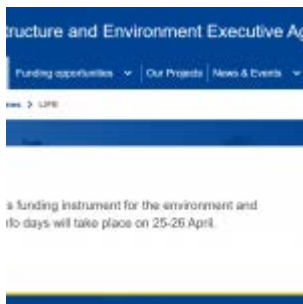 tructure and Environment Executive Ag
Funding opportunities Our Projects News & Events
> LIFE
s funding instrument for the environment and
nfo days will take place on 25-26 April.